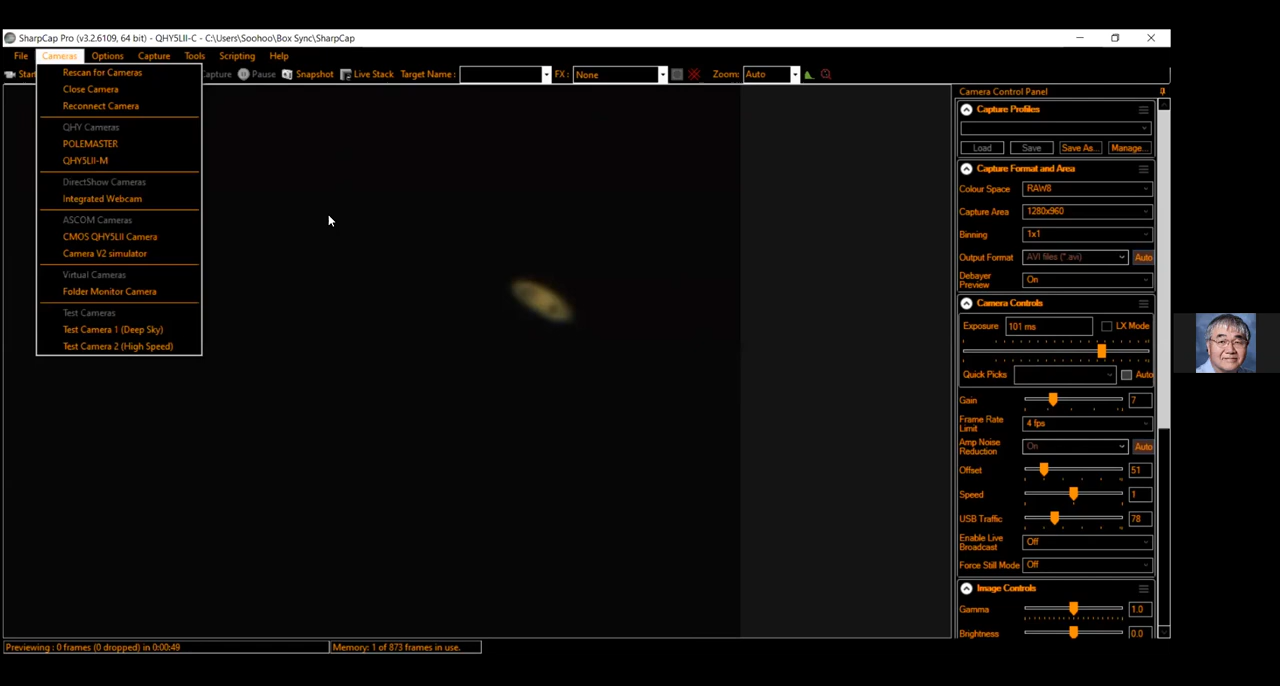 SharpCap Pro (v3.2.6109, 64 bit) - QHY5LII-C - C:\Users\Soohoo\Box Sync\SharpCap
File Cameras Options Capture Tools Scripting Help
Start Capture Pause Snapshot Live Stack Target Name: FX: None Zoom: Auto
Rescan for Cameras
Close Camera
Reconnect Camera
QHY Cameras
POLEMASTER
QHY5LII-M
DirectShow Cameras
Integrated Webcam
ASCOM Cameras
CMOS QHY5LII Camera
Camera V2 simulator
Virtual Cameras
Folder Monitor Camera
Test Cameras
Test Camera 1 (Deep Sky)
Test Camera 2 (High Speed)
Camera Control Panel
Capture Profiles
Load Save Save As... Manage...
Capture Format and Area
Colour Space RAW8
Capture Area 1280x960
Binning 1x1
Output Format AVI files (*.avi) Auto
Debayer
Preview On
Camera Controls
Exposure 101 ms LX Mode
Quick Picks Auto
Gain 7
Frame Rate
Limit 4 fps
Amp Noise
Reduction On Auto
Offset 51
Speed 1
USB Traffic 78
Enable Live
Broadcast Off
Force Still Mode Off
Image Controls
Gamma 1.0
Brightness 0.0
Previewing : 0 frames (0 dropped) in 0:00:49 Memory: 1 of 873 frames in use.